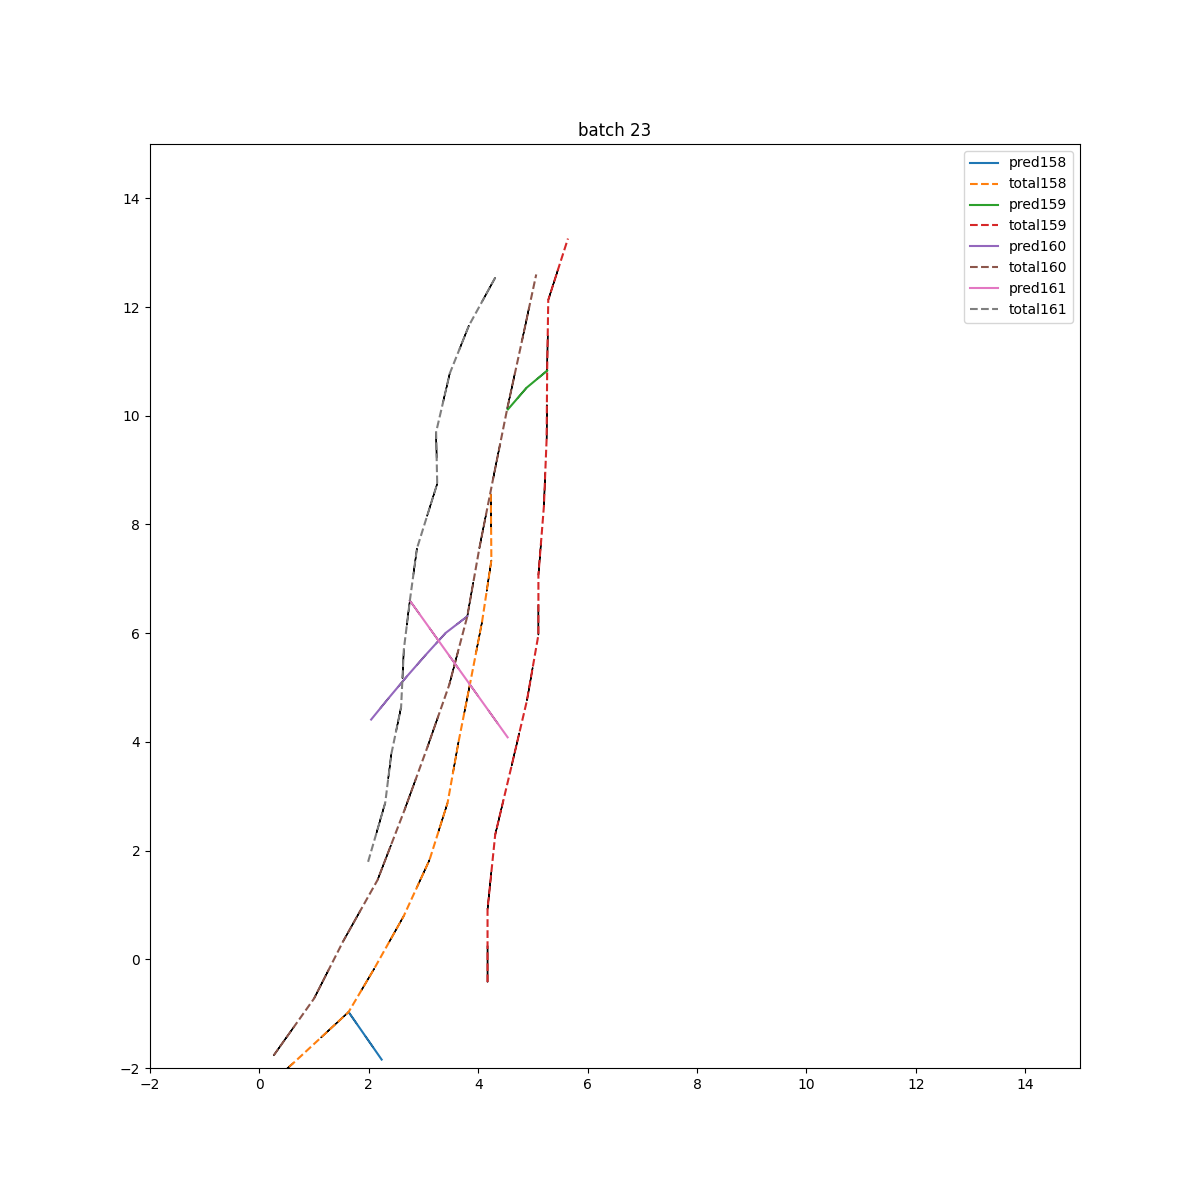 batch 23
pred158
total158
pred159
total159
pred160
total160
pred161
total161
14
12
10
8
6
4
2
0
−2
−2 0 2 4 6 8 10 12 14